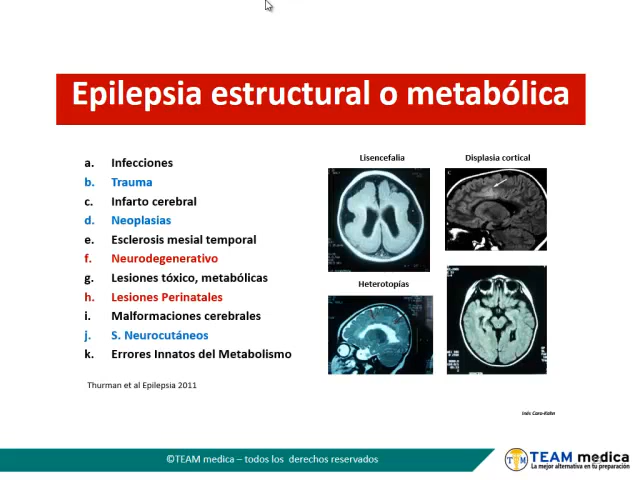 Epilepsia estructural o metabólica
a. Infecciones
b. Trauma
c. Infarto cerebral
d. Neoplasias
e. Esclerosis mesial temporal
f. Neurodegenerativo
g. Lesiones tóxico, metabólicas
h. Lesiones Perinatales
i. Malformaciones cerebrales
j. S. Neurocutáneos
k. Errores Innatos del Metabolismo
Thurman et al Epilepsia 2011
Lisencefalia
Displasia cortical
C
Heterotopías
©TEAM medica – todos los derechos reservados
TEAM medica
La mejor alternativa en tu preparación